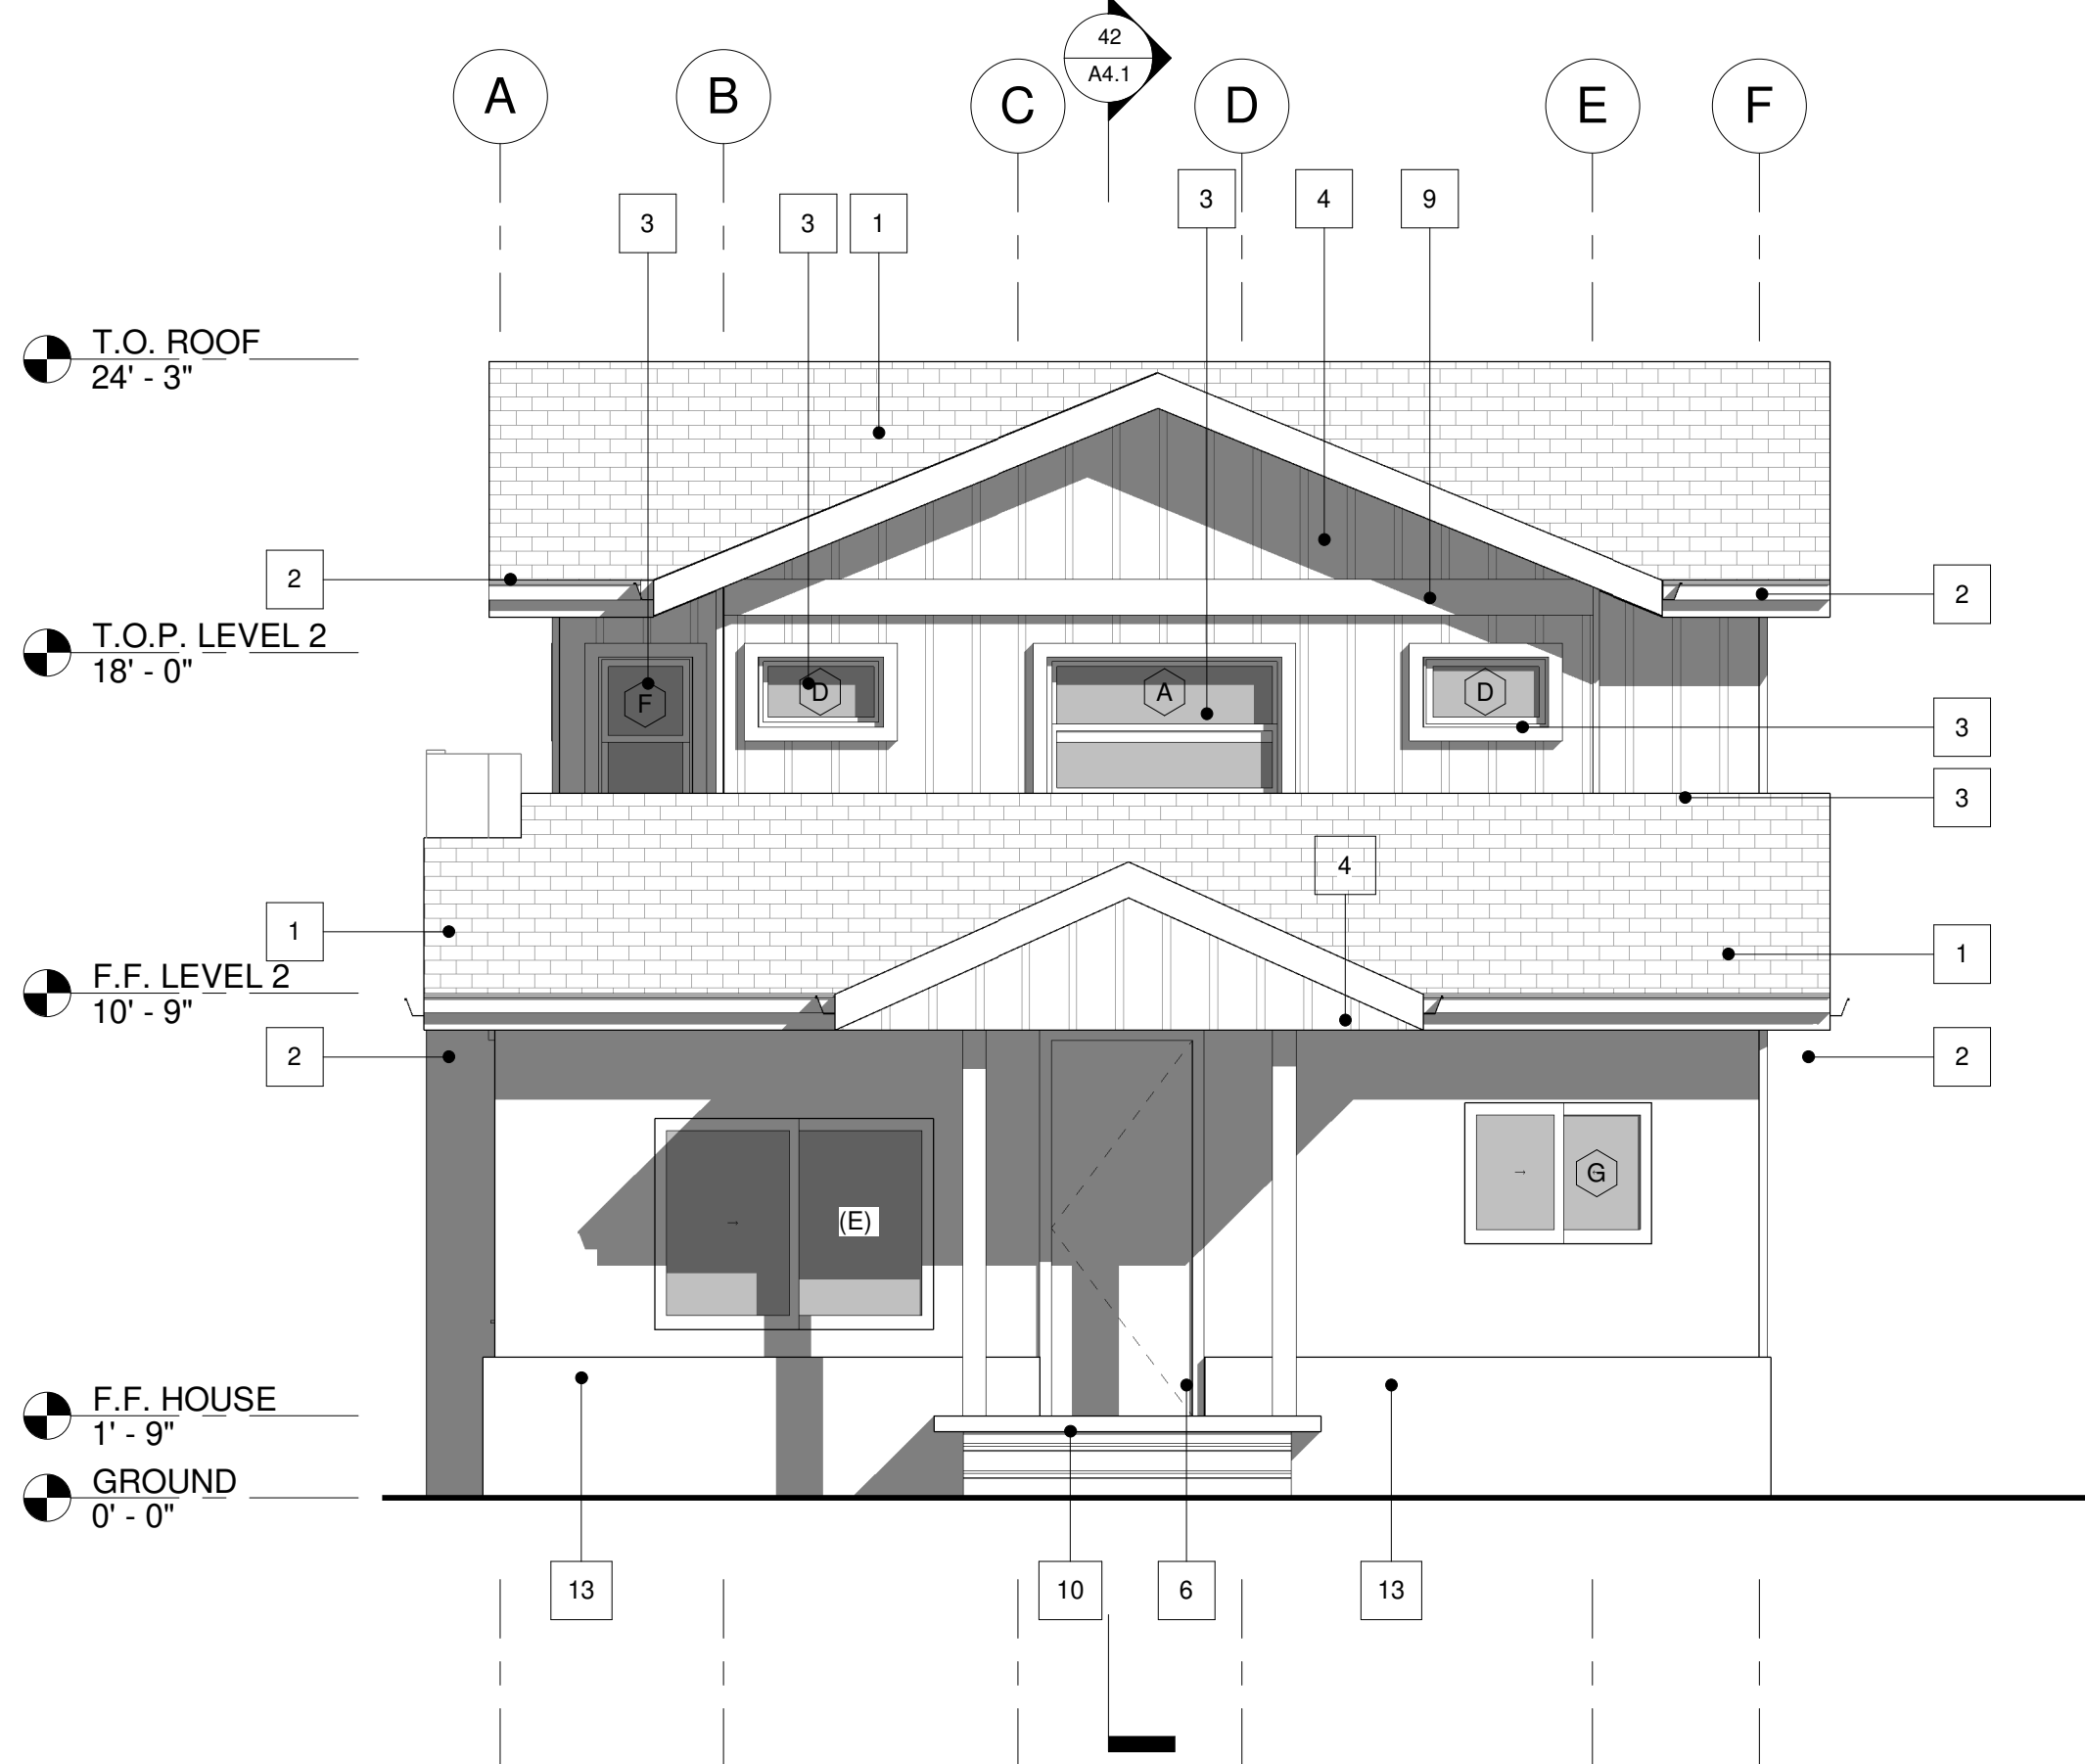 42
A4.1
A
B
C
D
E
F
3
3
1
3
4
9
T.O. ROOF
24' - 3"
2
2
T.O.P. LEVEL 2
18' - 0"
F
D
A
D
3
3
4
1
1
F.F. LEVEL 2
10' - 9"
2
2
(E)
G
F.F. HOUSE
1' - 9"
GROUND
0' - 0"
13
10
6
13